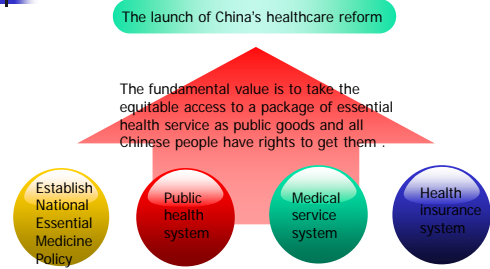 The launch of China's healthcare reform
The fundamental value is to take the
equitable access to a package of essential
health service as public goods and all
Chinese people have rights to get them .
Establish
National
Essential
Medicine
Policy
Public
health
system
Medical
service
system
Health
insurance
system